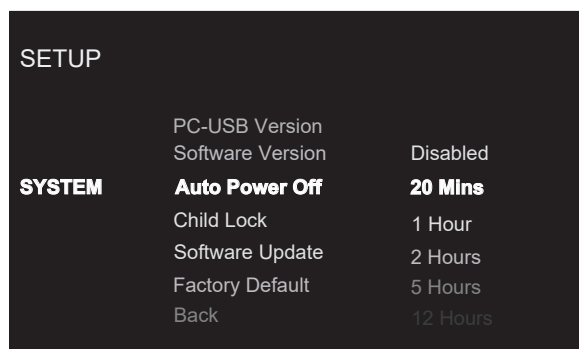 SETUP
PC-USB Version
Software Version Disabled
SYSTEM Auto Power Off 20 Mins
Child Lock 1 Hour
Software Update 2 Hours
Factory Default 5 Hours
Back 12 Hours